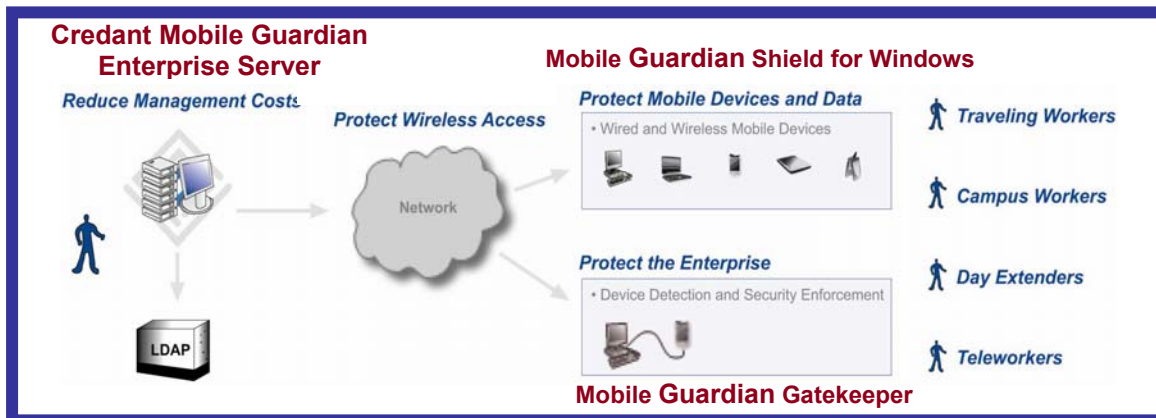 Credant Mobile Guardian
Enterprise Server
Reduce Management Costs
LDAP
Protect Wireless Access
Network
Mobile Guardian Shield for Windows
Protect Mobile Devices and Data
• Wired and Wireless Mobile Devices
Protect the Enterprise
• Device Detection and Security Enforcement
Mobile Guardian Gatekeeper
Traveling Workers
Campus Workers
Day Extenders
Teleworkers